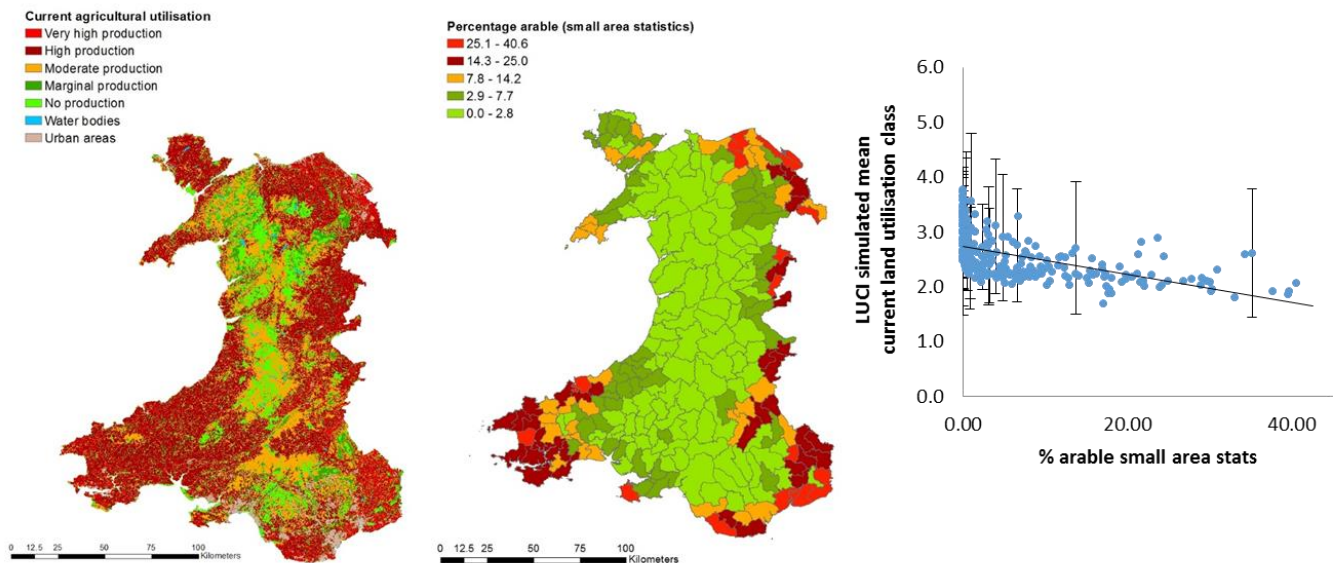 Current agricultural utilisation
Very high production
High production
Moderate production
Marginal production
No production
Water bodies
Urban areas
0 12.5 25 50 75 100
Kilometers
Percentage arable (small area statistics)
25.1 - 40.6
14.3 - 25.0
7.8 - 14.2
2.9 - 7.7
0.0 - 2.8
0 12.5 25 50 75 100
Kilometers
LUCI simulated mean
current land utilisation class
6.0
5.0
4.0
3.0
2.0
1.0
0.0
0.00 20.00 40.00
% arable small area stats